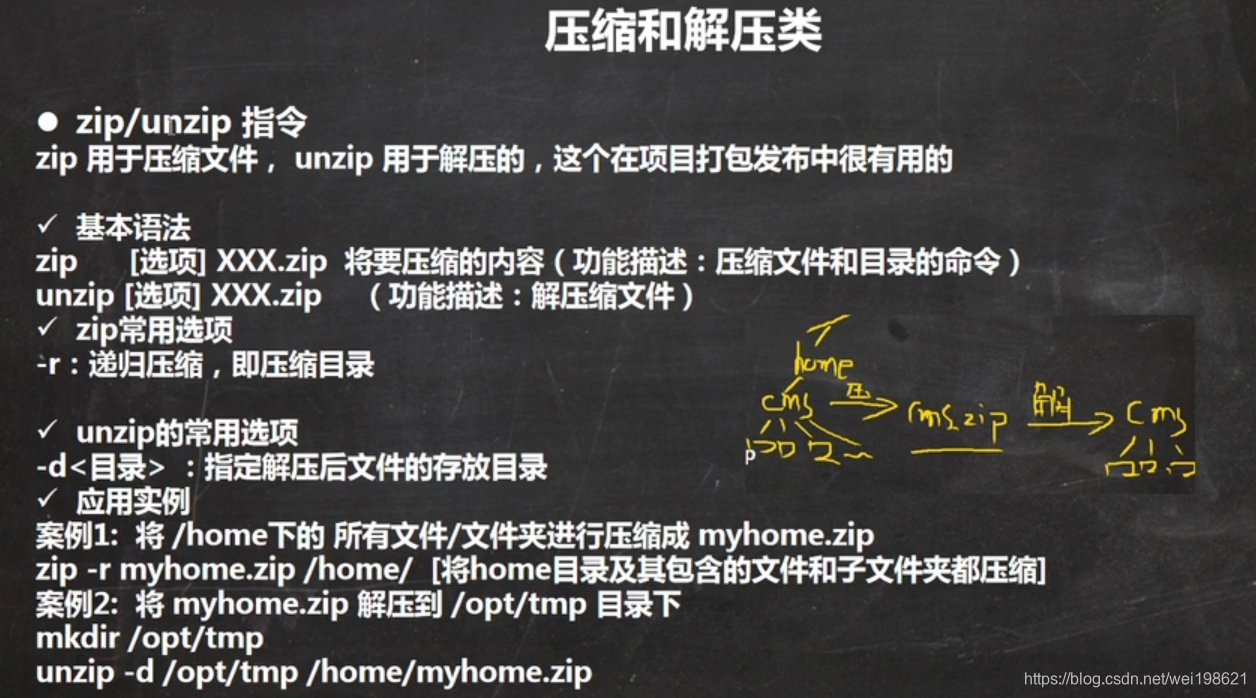 压缩和解压类
● zip/unzip 指令
zip 用于压缩文件， unzip 用于解压的，这个在项目打包发布中很有用的
✓ 基本语法
zip [选项] XXX.zip 将要压缩的内容（功能描述：压缩文件和目录的命令）
unzip [选项] XXX.zip （功能描述：解压缩文件）
✓ zip常用选项
-r：递归压缩，即压缩目录
✓ unzip的常用选项
-d<目录> ：指定解压后文件的存放目录
✓ 应用实例
案例1: 将 /home下的 所有文件/文件夹进行压缩成 myhome.zip
zip -r myhome.zip /home/ [将home目录及其包含的文件和子文件夹都压缩]
案例2: 将 myhome.zip 解压到 /opt/tmp 目录下
mkdir /opt/tmp
unzip -d /opt/tmp /home/myhome.zip
home
cms 压 cms.zip 解 cms
p
https://blog.csdn.net/wei198621